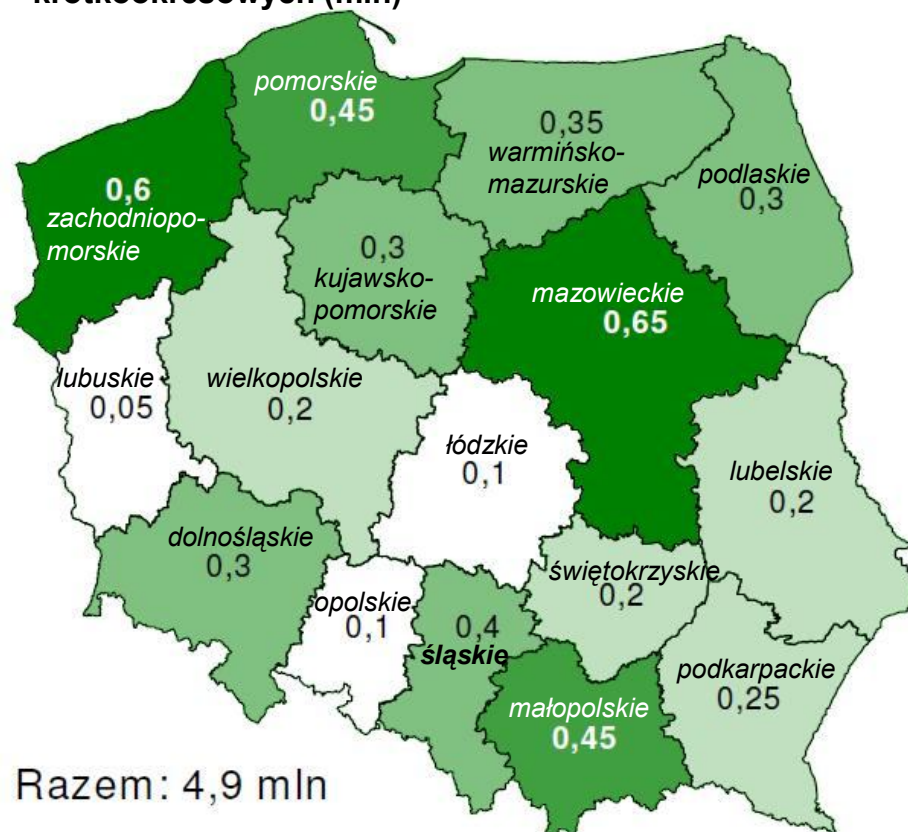 krótkookresowych (mln)
pomorskie
0,45
0,35
warmińsko-
mazurskie
podlaskie
0,3
0,6
zachodniopo-
morskie
0,3
kujawsko-
pomorskie
mazowieckie
0,65
lubuskie
0,05
wielkopolskie
0,2
łódzkie
0,1
lubelskie
0,2
dolnośląskie
0,3
świętokrzyskie
0,2
opolskie
0,1
0,4
śląskie
podkarpackie
0,25
małopolskie
0,45
Razem: 4,9 mln